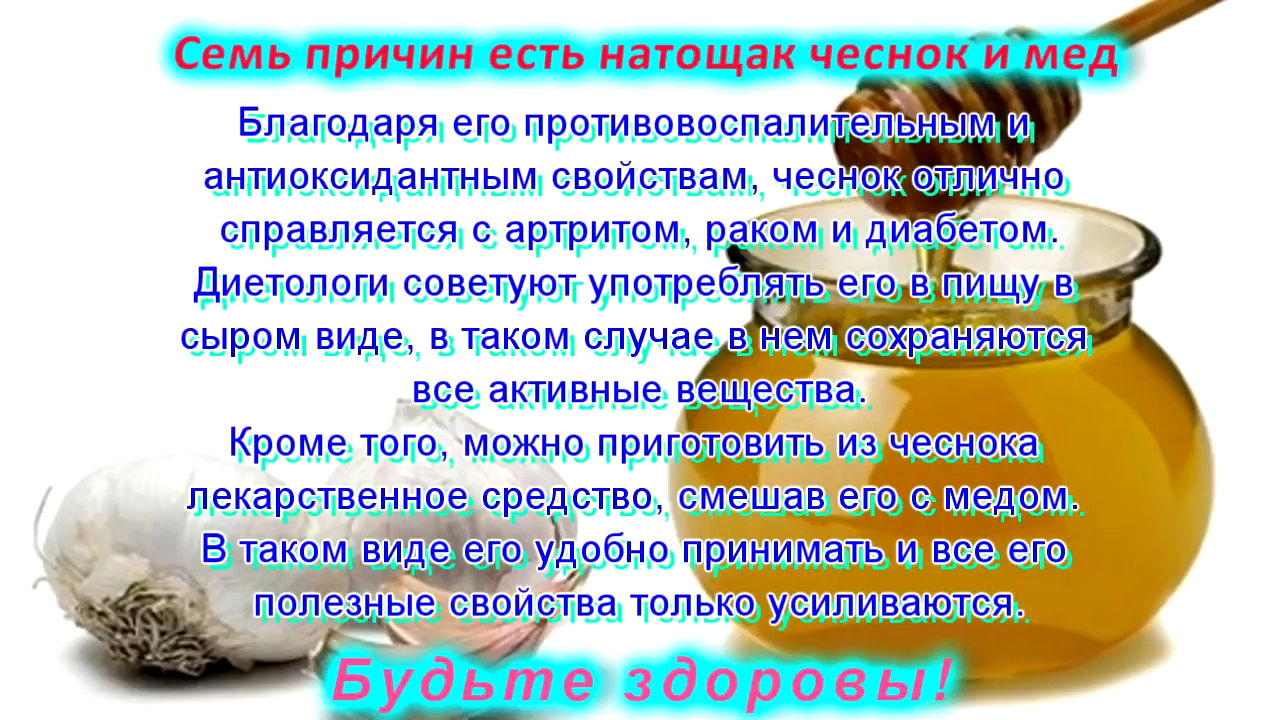 Семь причин есть натощак чеснок и мед
Благодаря его противовоспалительным и
антиоксидантным свойствам, чеснок отлично
справляется с артритом, раком и диабетом.
Диетологи советуют употреблять его в пищу в
сыром виде, в таком случае в нем сохраняются
все активные вещества.
Кроме того, можно приготовить из чеснока
лекарственное средство, смешав его с медом.
В таком виде его удобно принимать и все его
полезные свойства только усиливаются.
Будьте здоровы!